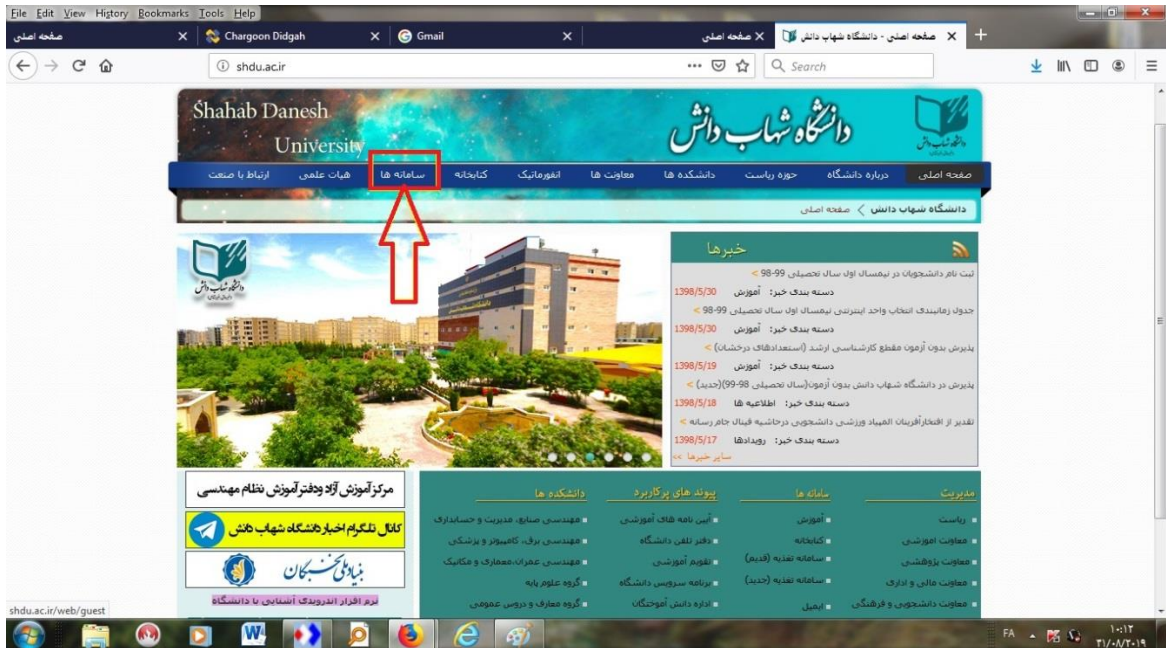 File Edit View History Bookmarks Tools Help
صفحه اصلی
Chargoon Didgah
Gmail
صفحه اصلی
صفحه اصلی - دانشگاه شهاب دانش
shdu.ac.ir
Search
Shahab Danesh
University
دانشگاه شهاب دانش
صفحه اصلی درباره دانشگاه حوزه ریاست دانشکده ها معاونت ها انفورماتیک کتابخانه سامانه ها هیات علمی ارتباط با صنعت
دانشگاه شهاب دانش > صفحه اصلی
دانشگاه شهاب دانش
خبرها
ثبت نام دانشجویان در نیمسال اول سال تحصیلی 99-98 >
دسته بندی خبر: آموزش 1398/5/30
جدول زمانبندی انتخاب واحد اینترنتی نیمسال اول سال تحصیلی 99-98 >
دسته بندی خبر: آموزش 1398/5/30
پذیرش بدون آزمون مقطع کارشناسی ارشد (استعدادهای درخشان) >
دسته بندی خبر: آموزش 1398/5/19
پذیرش در دانشگاه شهاب دانش بدون آزمون(سال تحصیلی 98-99)(جدید) >
دسته بندی خبر: اطلاعیه ها 1398/5/18
تقدیر از افتخارآفرینان المپیاد ورزشی دانشجویی درحاشیه فینال جام رسانه >
دسته بندی خبر: رویدادها 1398/5/17
سایر خبرها >>
مدیریت
ریاست
معاونت آموزشی
معاونت پژوهشی
معاونت مالی و اداری
معاونت دانشجویی و فرهنگی
سامانه ها
آموزش
کتابخانه
سامانه تغذیه (قدیم)
سامانه تغذیه (جدید)
ایمیل
پیوند های پرکاربرد
آیین نامه های آموزشی
دفتر تلفن دانشگاه
تقویم آموزشی
برنامه سرویس دانشگاه
اداره دانش آموختگان
دانشکده ها
مهندسی صنایع، مدیریت و حسابداری
مهندسی برق، کامپیوتر و پزشکی
مهندسی عمران،معماری و مکانیک
گروه علوم پایه
گروه معارف و دروس عمومی
مرکز آموزش آزاد ودفتر آموزش نظام مهندسی
کانال تلگرام اخبار دانشگاه شهاب دانش
بنیاد ملی نخبگان
نرم افزار اندرویدی آشنایی با دانشگاه
shdu.ac.ir/web/guest
FA
۱۰:۱۲
۳۱/۰۸/۲۰۱۹